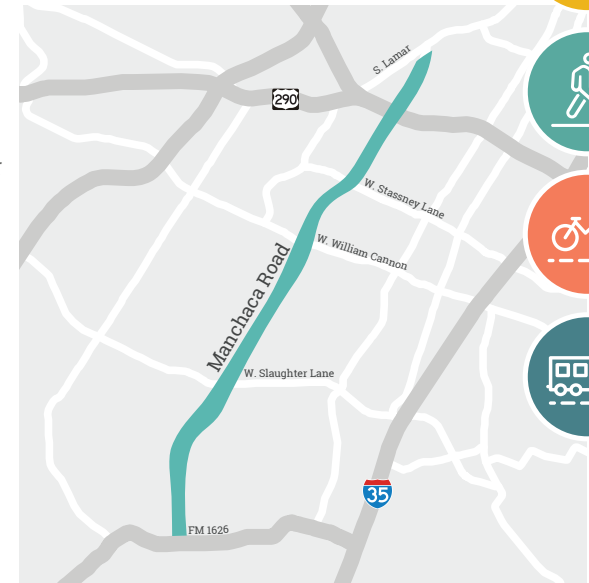 S. Lamar
290
W. Stassney Lane
W. William Cannon
Manchaca Road
W. Slaughter Lane
35
FM 1626